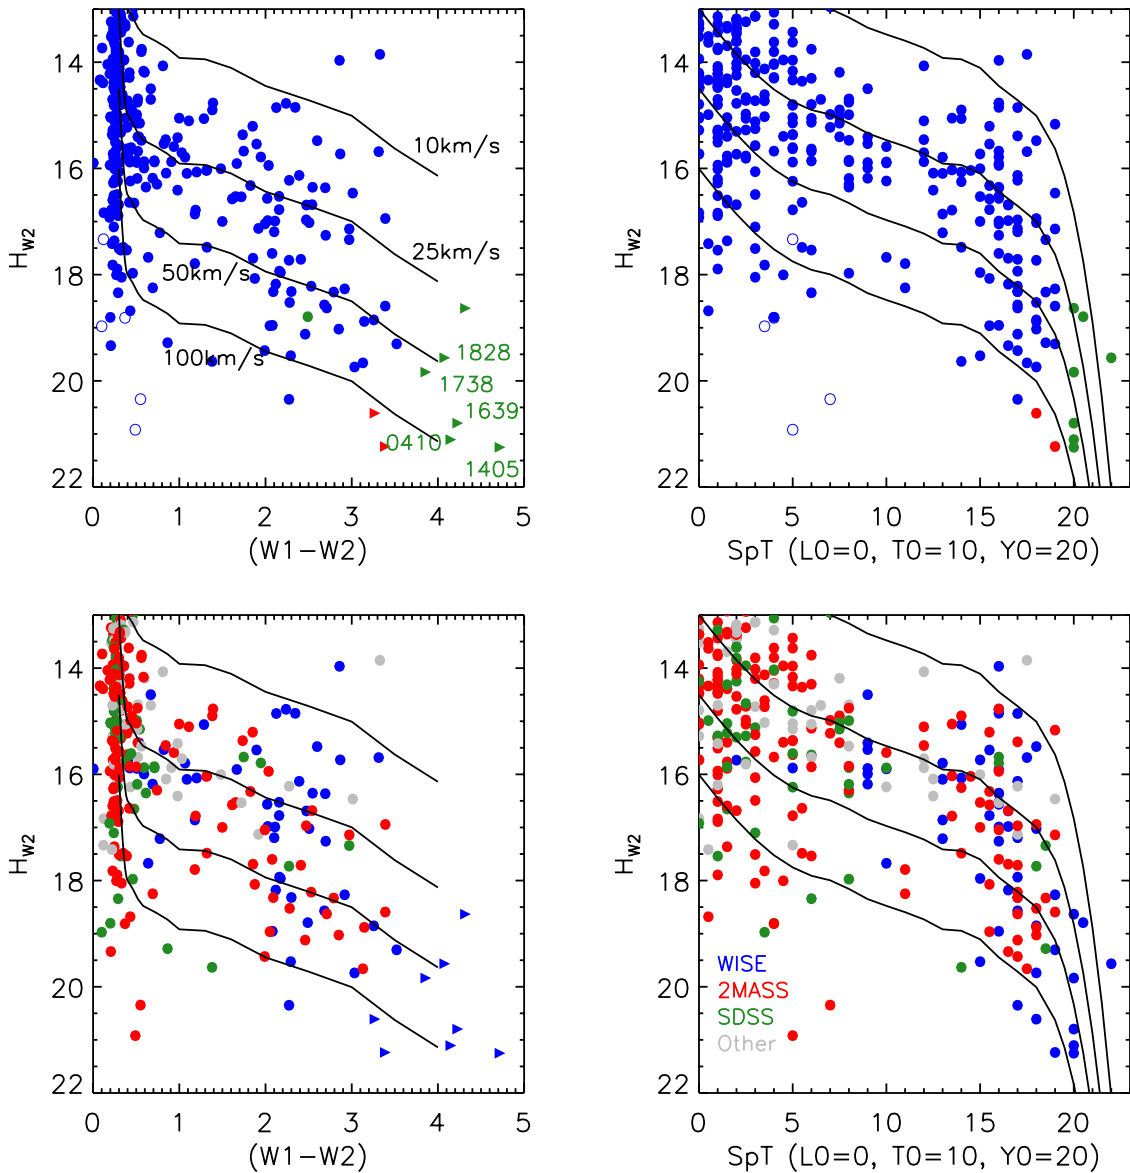 14
16
18
20
22
H_W2
10km/s
25km/s
50km/s
100km/s
1828
1738
1639
0410
1405
0 1 2 3 4 5
(W1−W2)
14
16
18
20
22
H_W2
0 5 10 15 20
SpT (L0=0, T0=10, Y0=20)
14
16
18
20
22
H_W2
0 1 2 3 4 5
(W1−W2)
14
16
18
20
22
H_W2
WISE
2MASS
SDSS
Other
0 5 10 15 20
SpT (L0=0, T0=10, Y0=20)